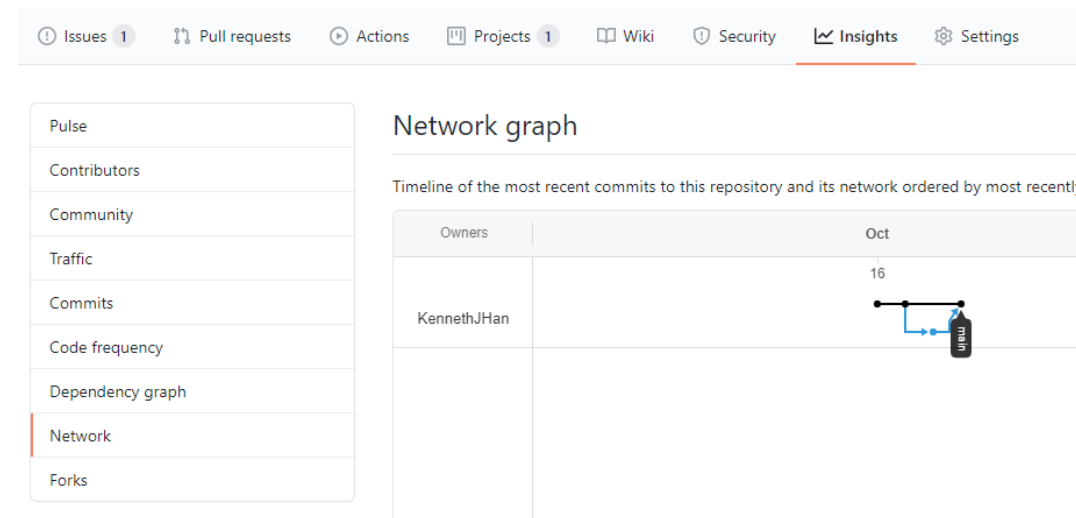 Issues 1 Pull requests Actions Projects 1 Wiki Security Insights Settings
Pulse
Contributors
Community
Traffic
Commits
Code frequency
Dependency graph
Network
Forks
Network graph
Timeline of the most recent commits to this repository and its network ordered by most recently
Owners Oct
16
KennethJHan
main